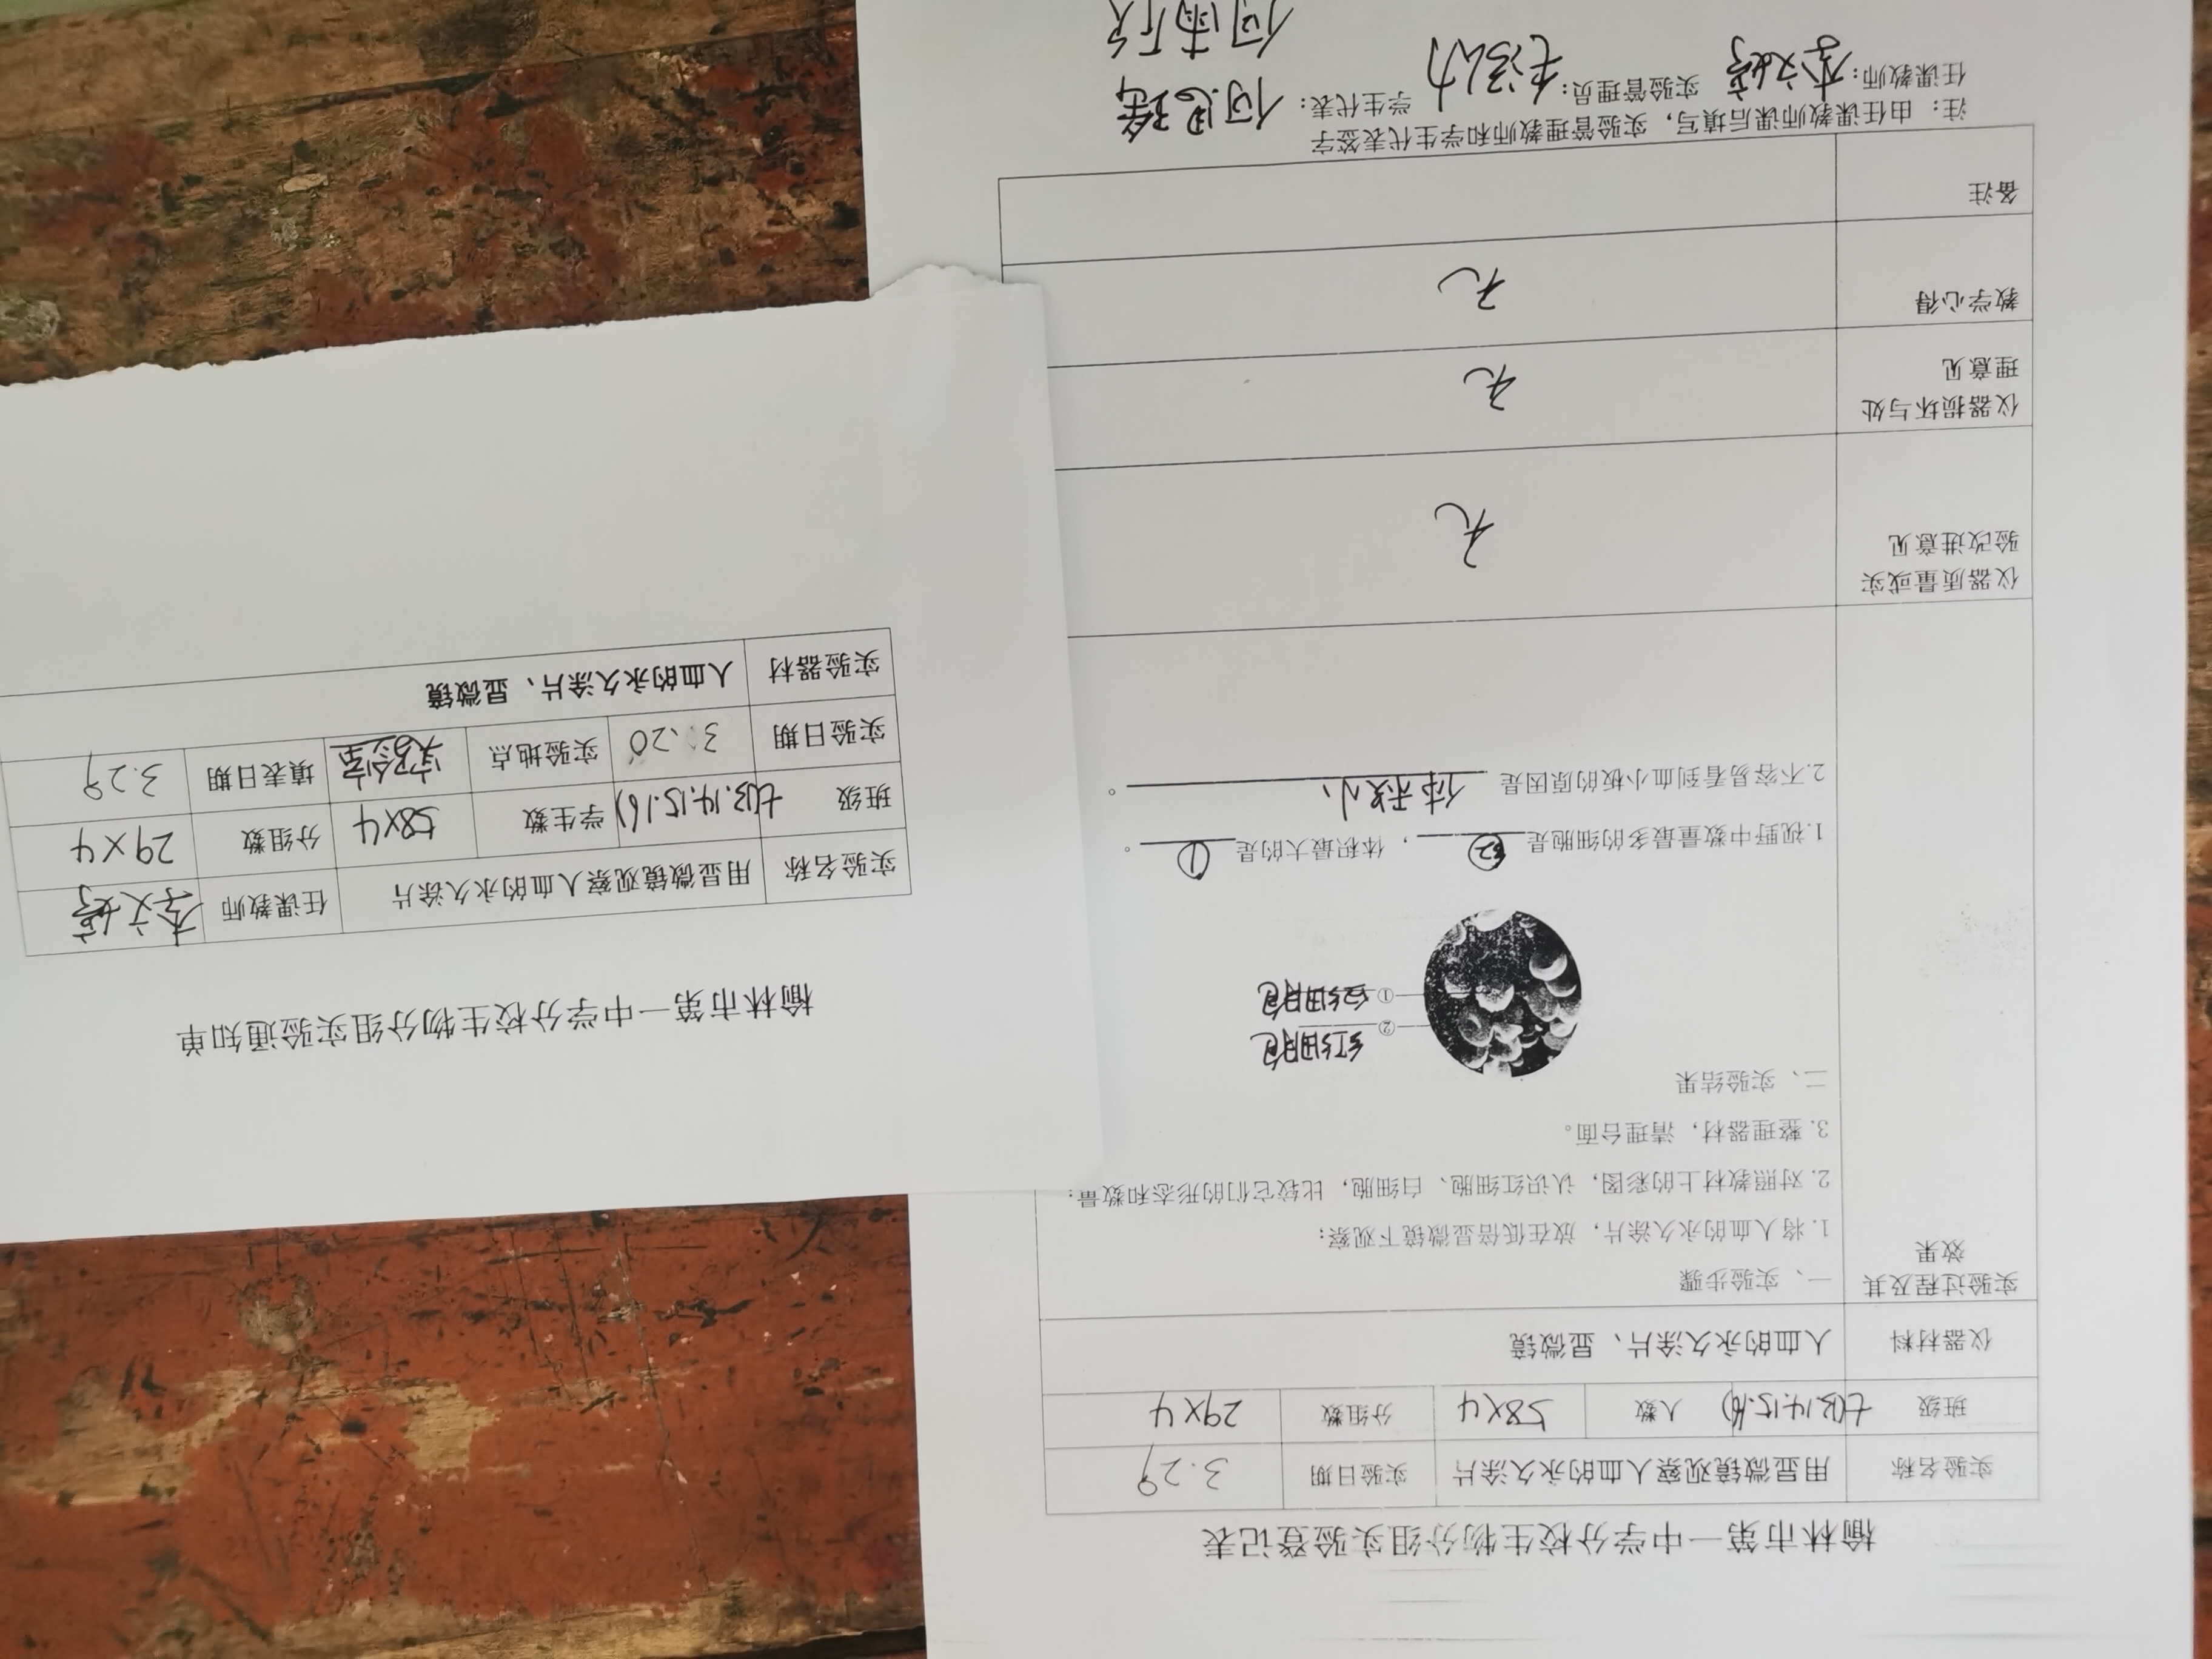 榆林市第一中学分校生物分组实验登记表
实验名称 用显微镜观察人血的永久涂片 实验日期 3.29
班级 七(13.14.15.16) 人数 58×4 分组数 29×4
仪器材料 人血的永久涂片、显微镜
实验过程及其效果
一、实验步骤
1. 将人血的永久涂片，放在低倍显微镜下观察；
2. 对照教材上的彩图，认识红细胞、白细胞，比较它们的形态和数量；
3. 整理器材，清理台面。
二、实验结果
② 红细胞
① 白细胞
1.视野中数量最多的细胞是 ② ，体积最大的是 ① 。
2.不容易看到血小板的原因是 体积小 。
仪器质量或实验改进意见 无
仪器损坏与处理意见 无
教学心得 无
备注
注：由任课教师课后填写，实验管理教师和学生代表签字
任课教师：李文婷 实验管理员： 学生代表：何思瑶
何雨欣
榆林市第一中学分校生物分组实验通知单
实验名称 用显微镜观察人血的永久涂片 任课教师 李文婷
班级 七(13.14.15.16) 学生数 58×4 分组数 29×4
实验日期 3.20 实验地点 实验室 填表日期 3.29
实验器材 人血的永久涂片、显微镜